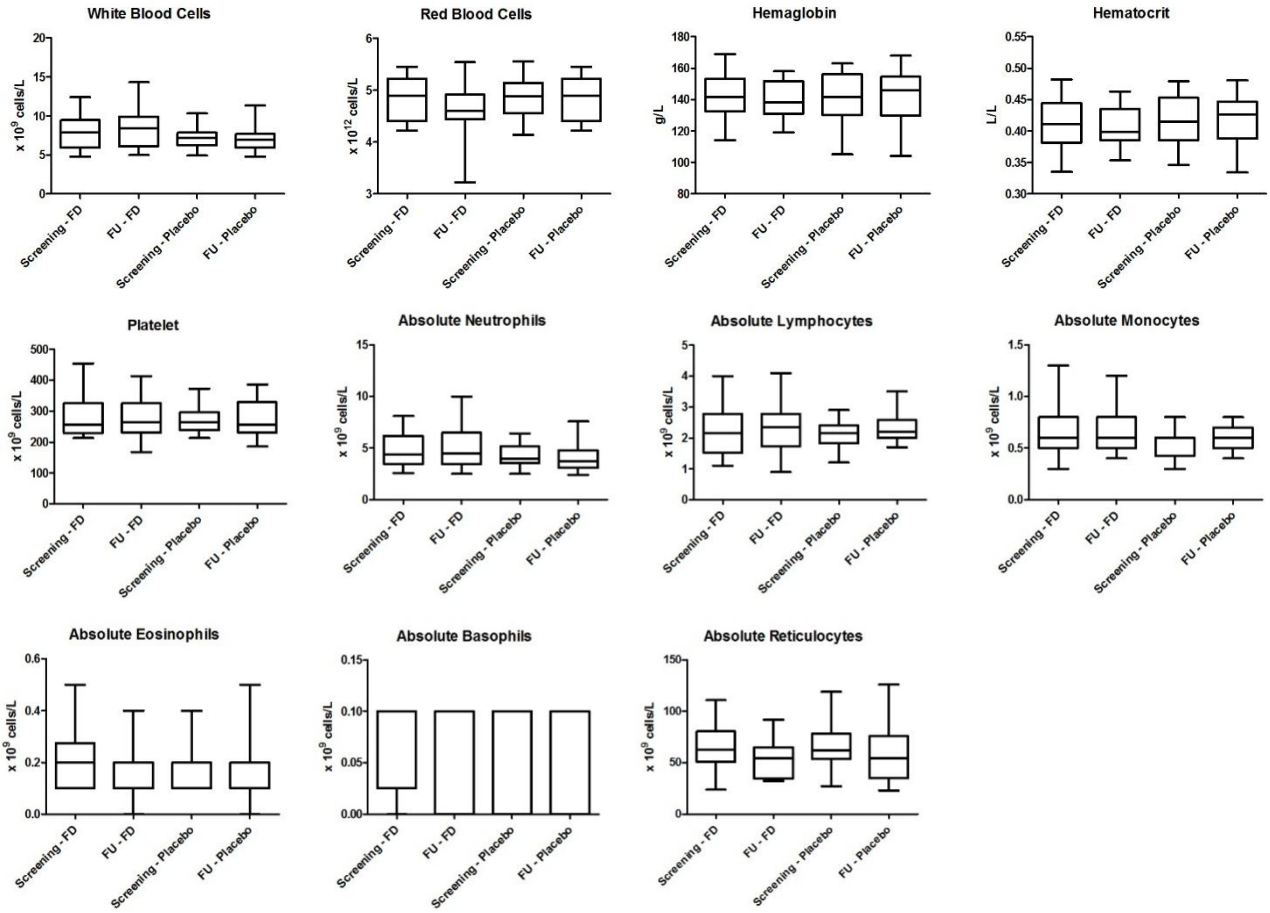 White Blood Cells
20
15
10
5
0
x 10⁹ cells/L
Screening - FD
FU - FD
Screening - Placebo
FU - Placebo
Red Blood Cells
6
5
4
3
x 10¹² cells/L
Screening - FD
FU - FD
Screening - Placebo
FU - Placebo
Hemaglobin
180
160
140
120
100
80
g/L
Screening - FD
FU - FD
Screening - Placebo
FU - Placebo
Hematocrit
0.55
0.50
0.45
0.40
0.35
0.30
L/L
Screening - FD
FU - FD
Screening - Placebo
FU - Placebo
Platelet
500
400
300
200
100
0
x 10⁹ cells/L
Screening - FD
FU - FD
Screening - Placebo
FU - Placebo
Absolute Neutrophils
15
10
5
0
x 10⁹ cells/L
Screening - FD
FU - FD
Screening - Placebo
FU - Placebo
Absolute Lymphocytes
5
4
3
2
1
0
x 10⁹ cells/L
Screening - FD
FU - FD
Screening - Placebo
FU - Placebo
Absolute Monocytes
1.5
1.0
0.5
0.0
x 10⁹ cells/L
Screening - FD
FU - FD
Screening - Placebo
FU - Placebo
Absolute Eosinophils
0.6
0.4
0.2
0.0
x 10⁹ cells/L
Screening - FD
FU - FD
Screening - Placebo
FU - Placebo
Absolute Basophils
0.15
0.10
0.05
0.00
x 10⁹ cells/L
Screening - FD
FU - FD
Screening - Placebo
FU - Placebo
Absolute Reticulocytes
150
100
50
0
x 10⁹ cells/L
Screening - FD
FU - FD
Screening - Placebo
FU - Placebo